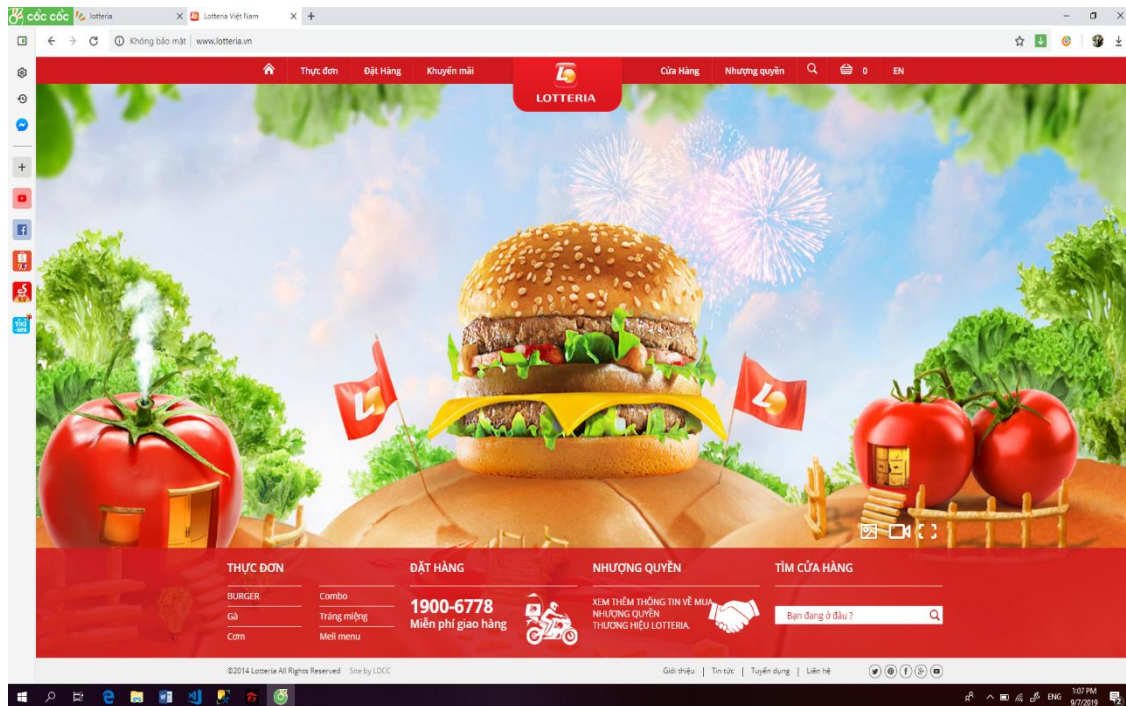 cốc cốc
lotteria
Lotteria Việt Nam
Không bảo mật
www.lotteria.vn
Thực đơn
Đặt Hàng
Khuyến mãi
LOTTERIA
Cửa Hàng
Nhượng quyền
0
EN
THỰC ĐƠN
BURGER
Combo
Gà
Tráng miệng
Cơm
Meli menu
ĐẶT HÀNG
1900-6778
Miễn phí giao hàng
NHƯỢNG QUYỀN
XEM THÊM THÔNG TIN VỀ MUA
NHƯỢNG QUYỀN
THƯƠNG HIỆU LOTTERIA.
TÌM CỬA HÀNG
Bạn đang ở đâu ?
©2014 Lotteria All Rights Reserved
Site by LDCC
Giới thiệu | Tin tức | Tuyển dụng | Liên hệ
ENG
1:07 PM
9/7/2019